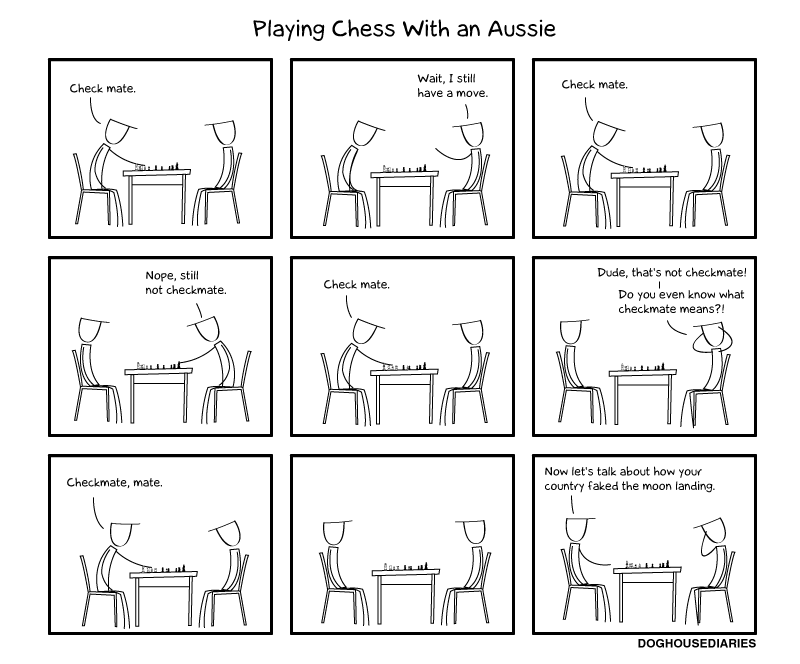 Playing Chess With an Aussie
Check mate.
Wait, I still
have a move.
Check mate.
Nope, still
not checkmate.
Check mate.
Dude, that's not checkmate!
Do you even know what
checkmate means?!
Checkmate, mate.
Now let's talk about how your
country faked the moon landing.
DOGHOUSEDIARIES